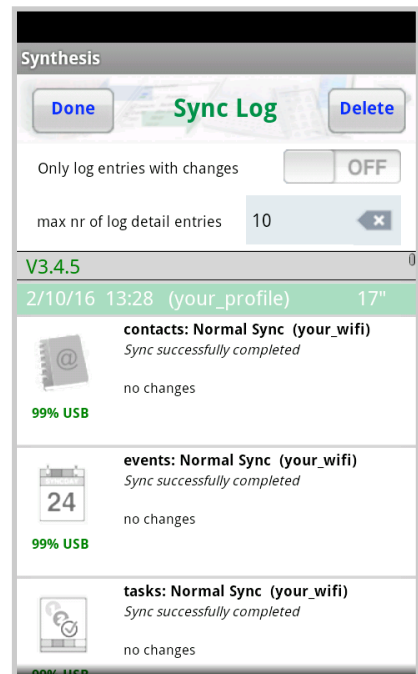 Synthesis
Done Sync Log Delete
Only log entries with changes OFF
max nr of log detail entries 10
V3.4.5 0
2/10/16 13:28 (your_profile) 17"
contacts: Normal Sync (your_wifi)
Sync successfully completed
no changes
99% USB
events: Normal Sync (your_wifi)
Sync successfully completed
24
no changes
99% USB
tasks: Normal Sync (your_wifi)
Sync successfully completed
no changes
99% USB